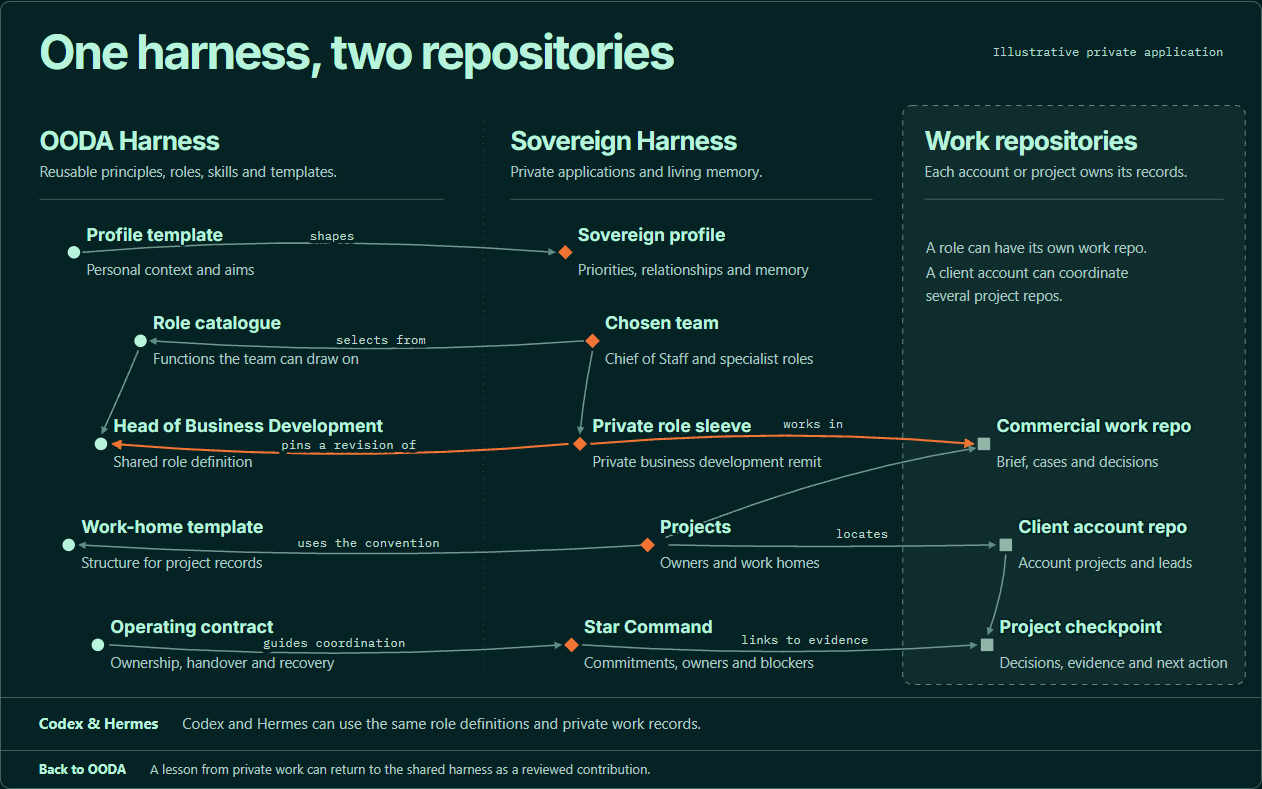 One harness, two repositories
Illustrative private application
OODA Harness
Reusable principles, roles, skills and templates.
Sovereign Harness
Private applications and living memory.
Work repositories
Each account or project owns its records.
Profile template
Personal context and aims
shapes
Sovereign profile
Priorities, relationships and memory
A role can have its own work repo.
A client account can coordinate
several project repos.
Role catalogue
Functions the team can draw on
selects from
Chosen team
Chief of Staff and specialist roles
Head of Business Development
Shared role definition
pins a revision of
Private role sleeve
Private business development remit
works in
Commercial work repo
Brief, cases and decisions
Work-home template
Structure for project records
uses the convention
Projects
Owners and work homes
locates
Client account repo
Account projects and leads
Operating contract
Ownership, handover and recovery
guides coordination
Star Command
Commitments, owners and blockers
links to evidence
Project checkpoint
Decisions, evidence and next action
Codex & Hermes
Codex and Hermes can use the same role definitions and private work records.
Back to OODA
A lesson from private work can return to the shared harness as a reviewed contribution.